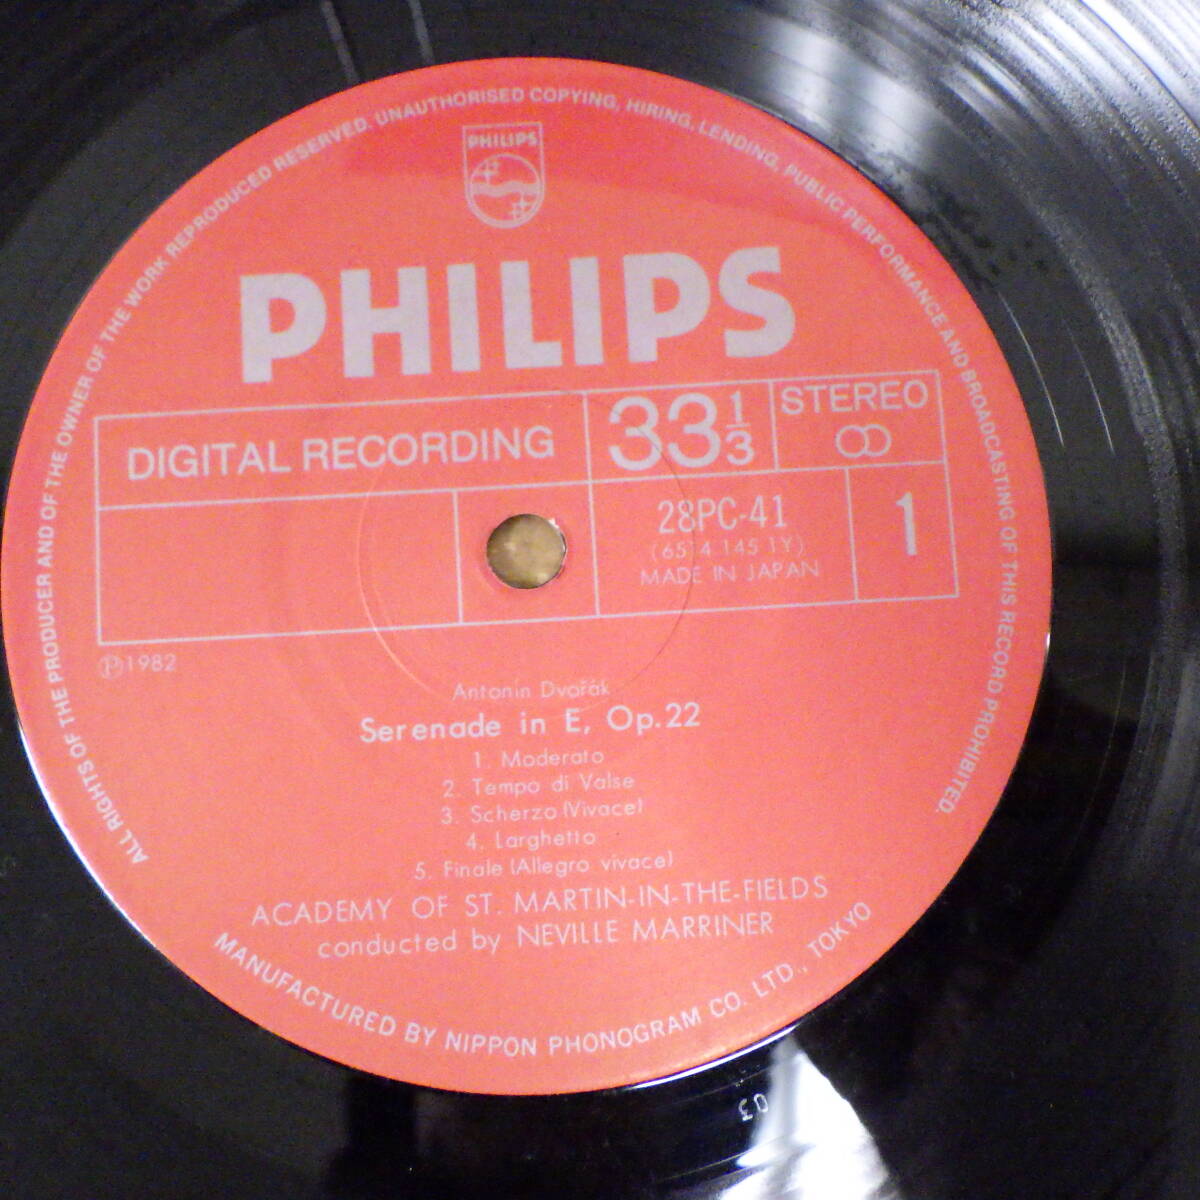 ALL RIGHTS OF THE PRODUCER AND OF THE OWNER OF THE WORK REPRODUCED RESERVED. UNAUTHORISED COPYING, HIRING, LENDING, PUBLIC PERFORMANCE AND BROADCASTING OF THIS RECORD PROHIBITED.
PHILIPS
PHILIPS
DIGITAL RECORDING
33 1/3
STEREO
28PC-41
(6514 145 1Y)
MADE IN JAPAN
1
℗1982
Antonín Dvořák
Serenade in E, Op.22
1. Moderato
2. Tempo di Valse
3. Scherzo (Vivace)
4. Larghetto
5. Finale (Allegro vivace)
ACADEMY OF ST. MARTIN-IN-THE-FIELDS
conducted by NEVILLE MARRINER
MANUFACTURED BY NIPPON PHONOGRAM CO. LTD., TOKYO